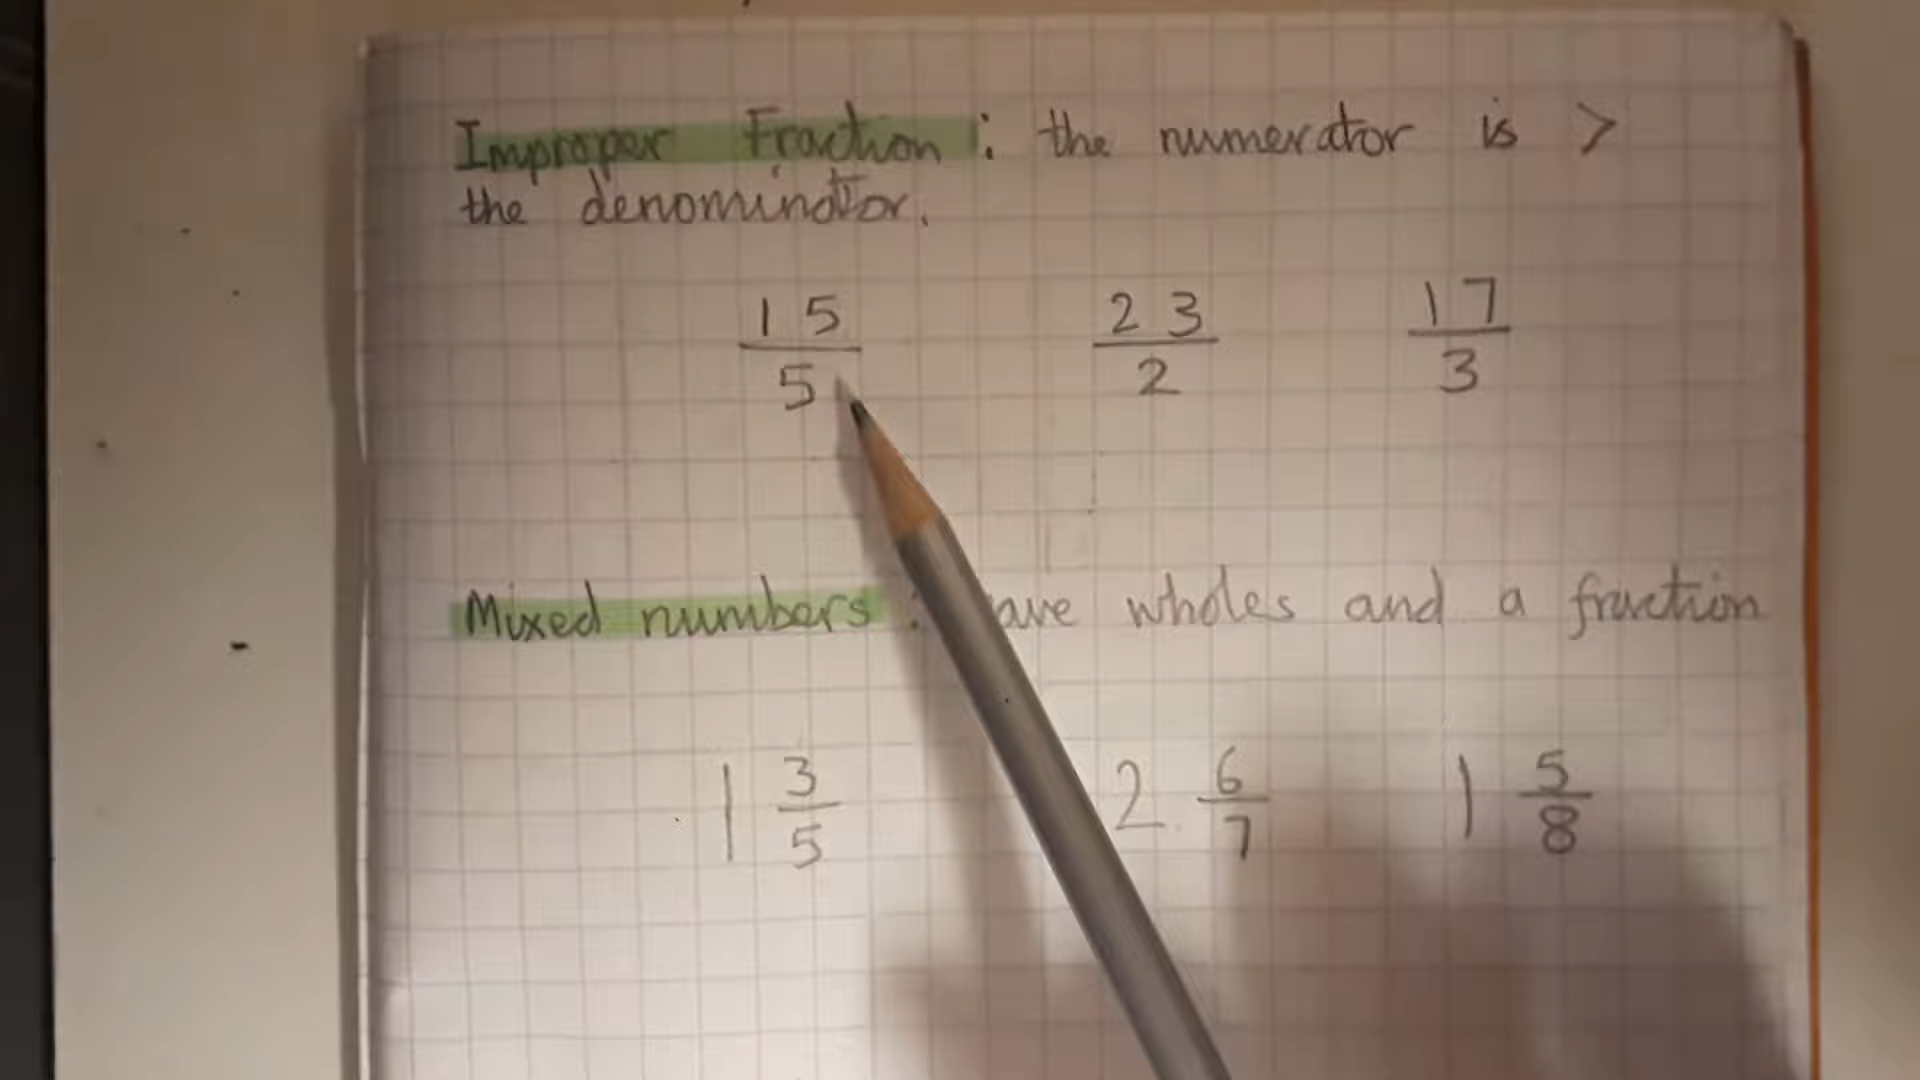 Improper Fraction: the numerator is >
the denominator.
15/5 23/2 17/3
Mixed numbers: wholes and a fraction
1 3/5 2 6/7 1 5/8